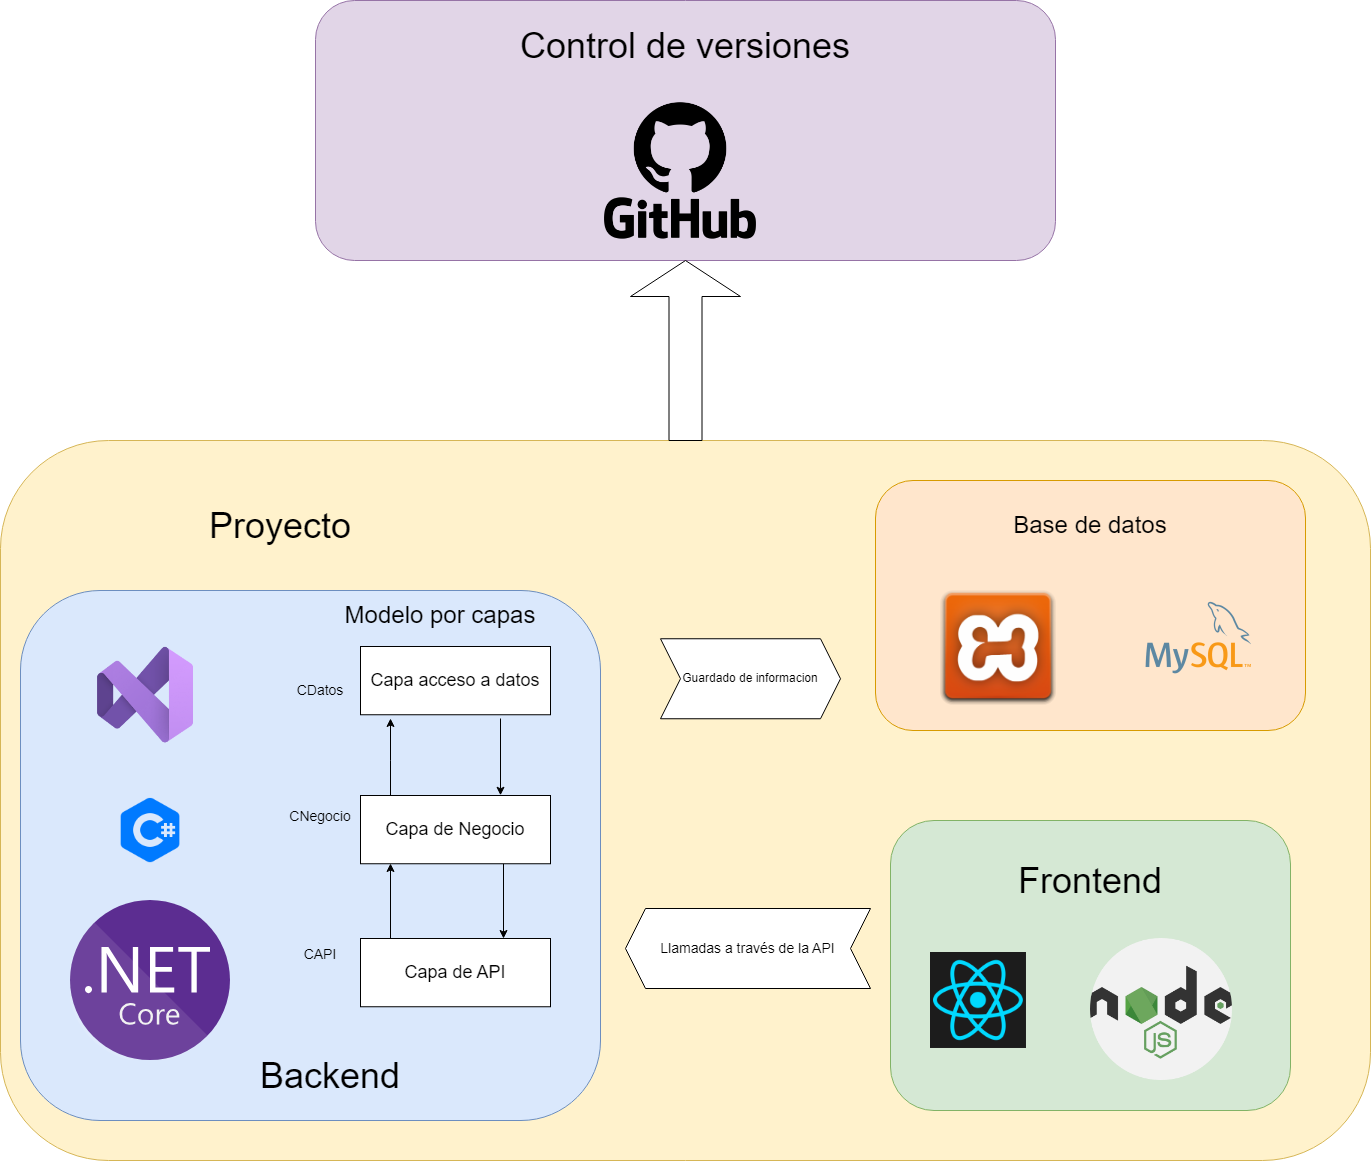 Control de versiones
GitHub
Proyecto
Base de datos
MySQL™
Modelo por capas
CDatos
Capa acceso a datos
Guardado de informacion
CNegocio
Capa de Negocio
C#
.NET
Core
CAPI
Capa de API
Backend
Llamadas a través de la API
Frontend
node
JS